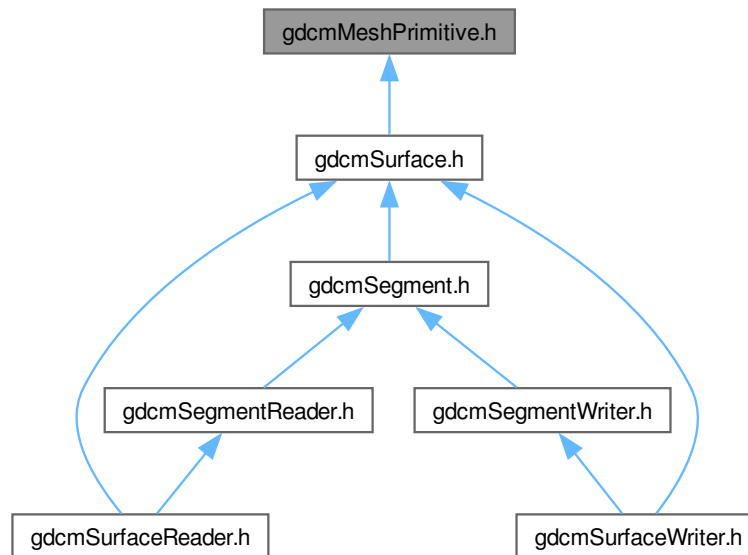 gdcmMeshPrimitive.h
gdcmSurface.h
gdcmSegment.h
gdcmSegmentReader.h
gdcmSegmentWriter.h
gdcmSurfaceReader.h
gdcmSurfaceWriter.h